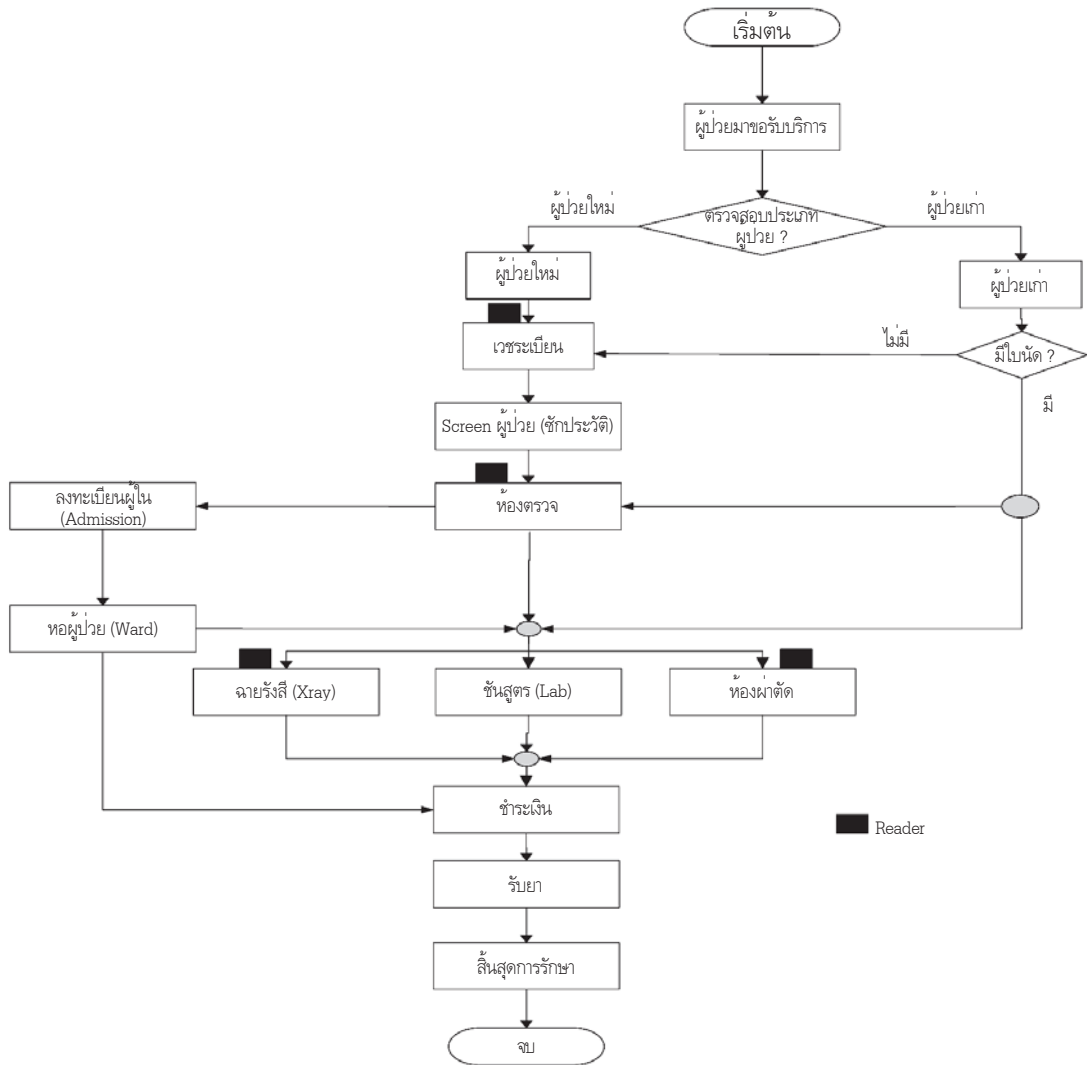 เริ่มต้น
ผู้ป่วยมาขอรับบริการ
ผู้ป่วยใหม่
ตรวจสอบประเภท
ผู้ป่วย ?
ผู้ป่วยเก่า
ผู้ป่วยใหม่
ผู้ป่วยเก่า
เวชระเบียน
ไม่มี
มีใบนัด ?
มี
Screen ผู้ป่วย (ซักประวัติ)
ลงทะเบียนผู้ใน
(Admission)
ห้องตรวจ
หอผู้ป่วย (Ward)
ฉายรังสี (Xray)
ชันสูตร (Lab)
ห้องผ่าตัด
ชำระเงิน
Reader
รับยา
สิ้นสุดการรักษา
จบ